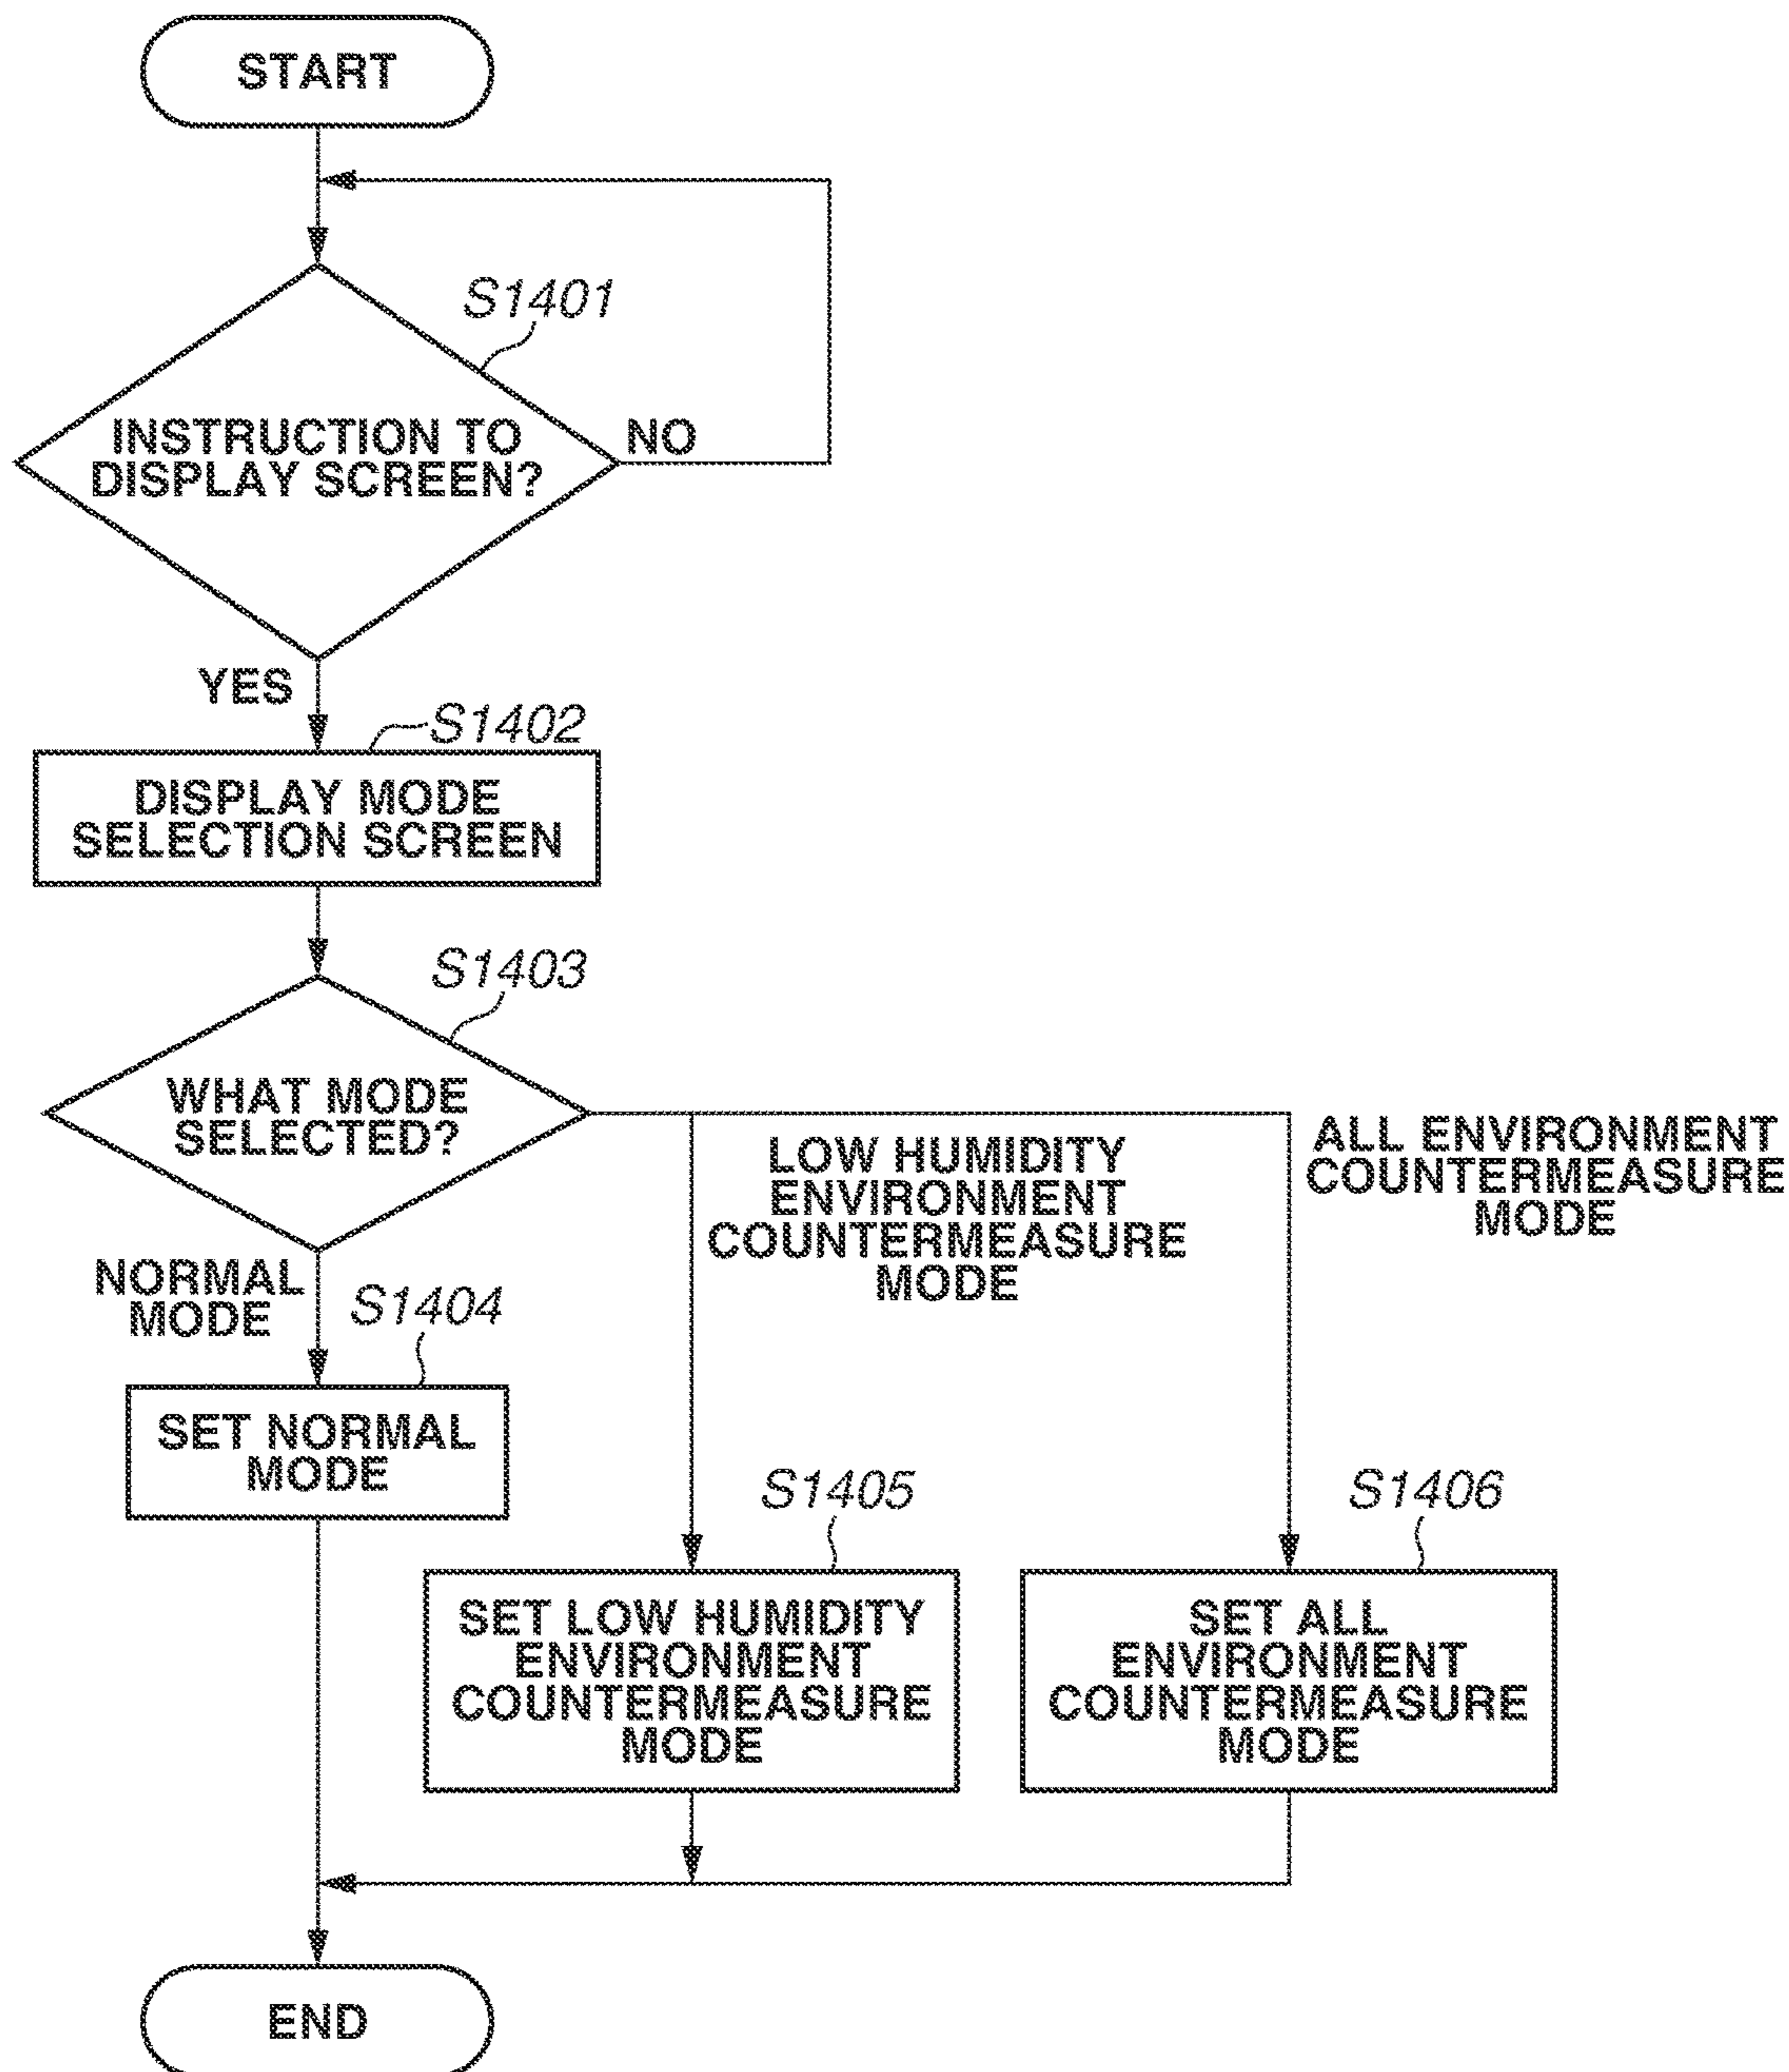 START
S1401
INSTRUCTION TO
DISPLAY SCREEN?
NO
YES
S1402
DISPLAY MODE
SELECTION SCREEN
S1403
WHAT MODE
SELECTED?
NORMAL
MODE
LOW HUMIDITY
ENVIRONMENT
COUNTERMEASURE
MODE
ALL ENVIRONMENT
COUNTERMEASURE
MODE
S1404
SET NORMAL
MODE
S1405
SET LOW HUMIDITY
ENVIRONMENT
COUNTERMEASURE
MODE
S1406
SET ALL
ENVIRONMENT
COUNTERMEASURE
MODE
END